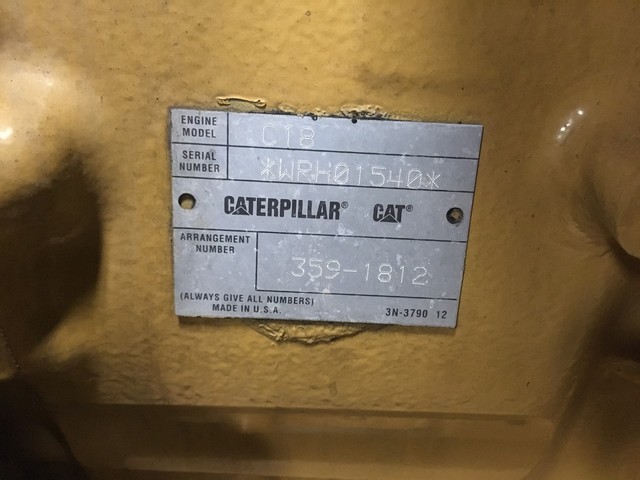 ENGINE MODEL C18
SERIAL NUMBER *WRH01540*
CATERPILLAR® CAT®
ARRANGEMENT NUMBER 359-1812
(ALWAYS GIVE ALL NUMBERS)
MADE IN U.S.A. 3N-3790 12